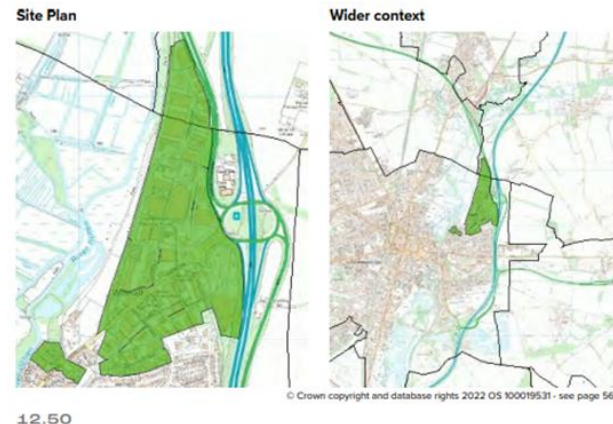 Site Plan
Wider context
© Crown copyright and database rights 2022 OS 100019531 - see page 56
12.50